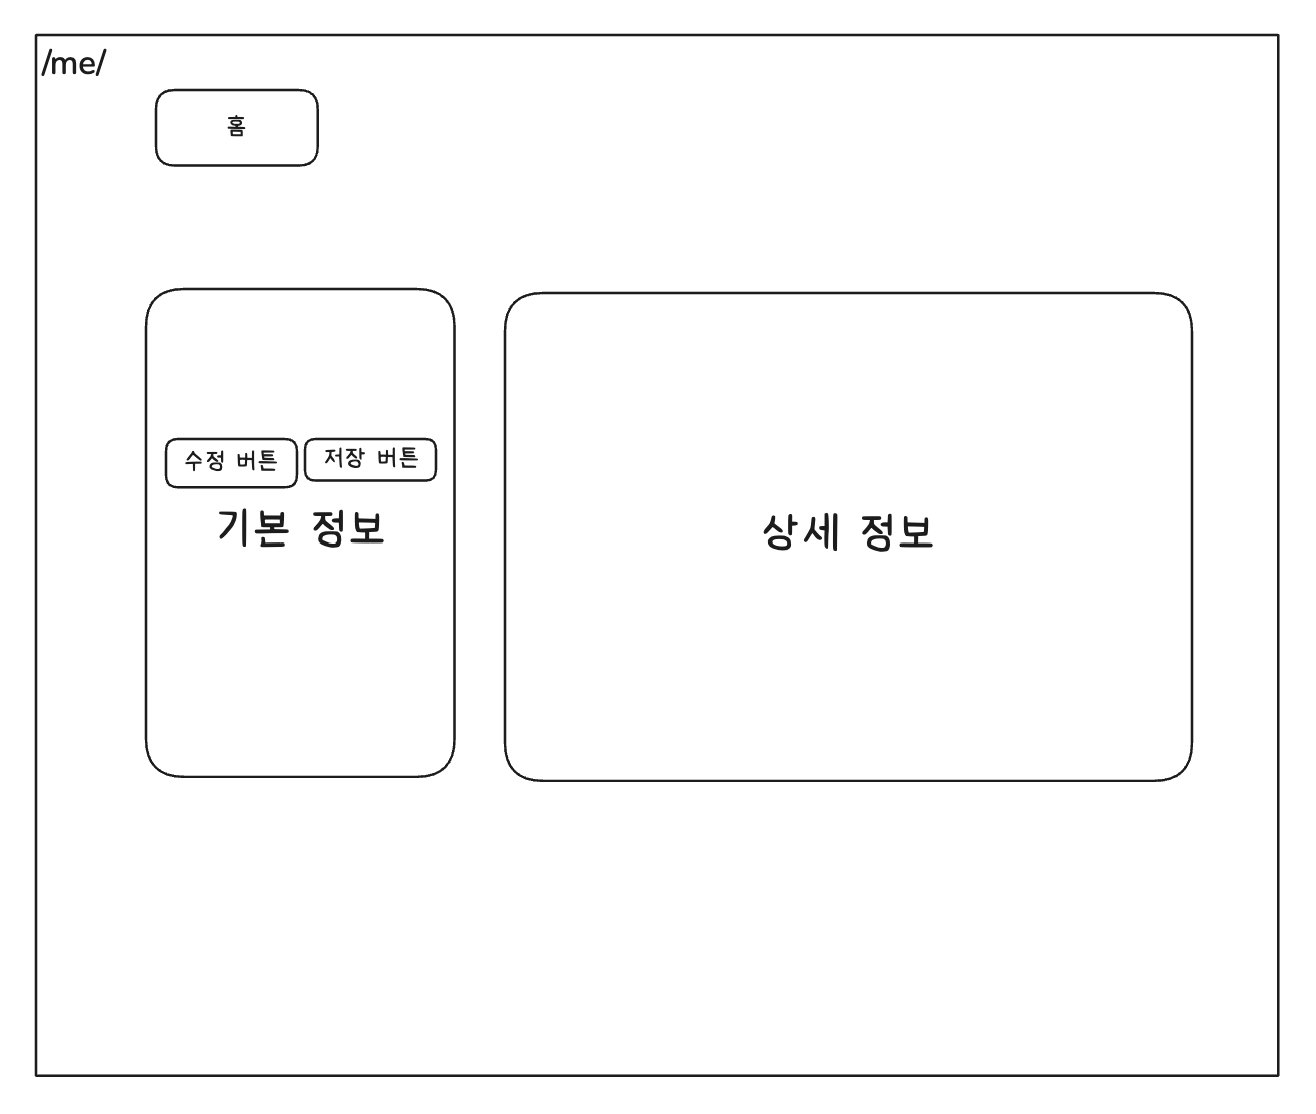 /me/
홈
수정 버튼
저장 버튼
기본 정보
상세 정보